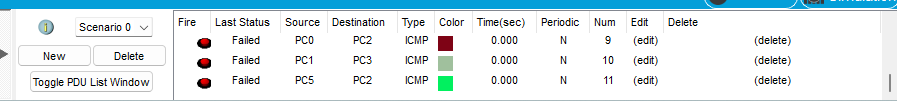 Fire Last Status Source Destination Type Color Time(sec) Periodic Num Edit Delete
Scenario 0
New Delete
Toggle PDU List Window
Failed PC0 PC2 ICMP 0.000 N 9 (edit) (delete)
Failed PC1 PC3 ICMP 0.000 N 10 (edit) (delete)
Failed PC5 PC2 ICMP 0.000 N 11 (edit) (delete)